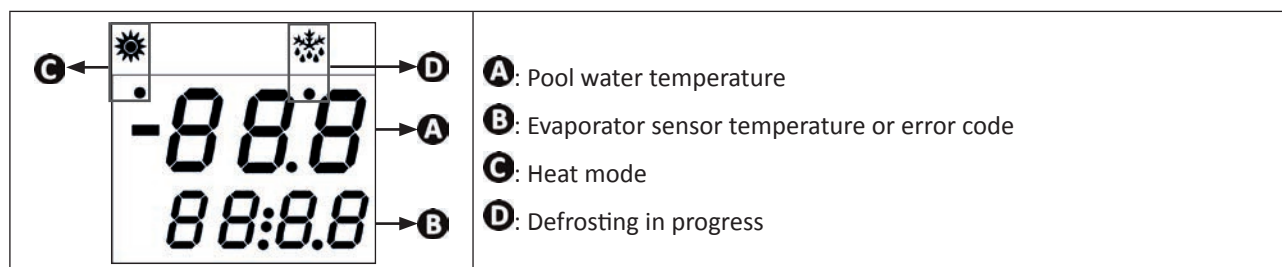 C
D
-88.8
A
88:8.8
B
A: Pool water temperature
B: Evaporator sensor temperature or error code
C: Heat mode
D: Defrosting in progress